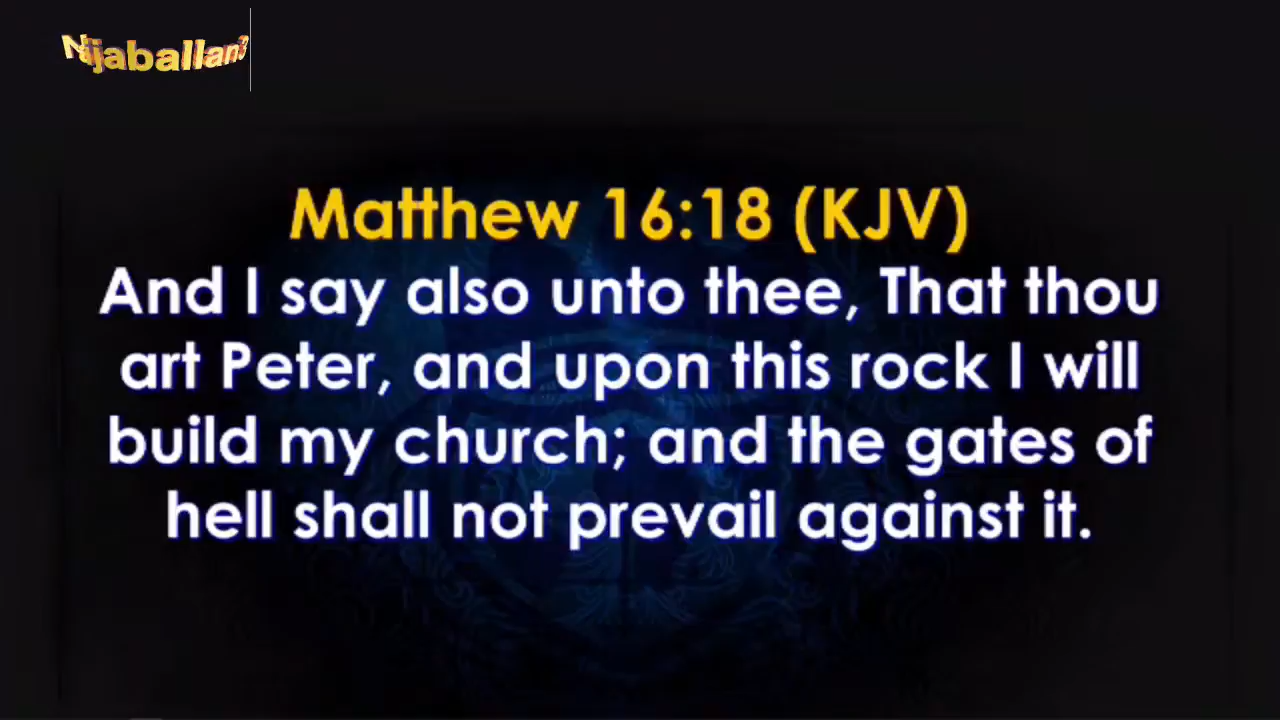 Naijaballand
Matthew 16:18 (KJV)
And I say also unto thee, That thou
art Peter, and upon this rock I will
build my church; and the gates of
hell shall not prevail against it.